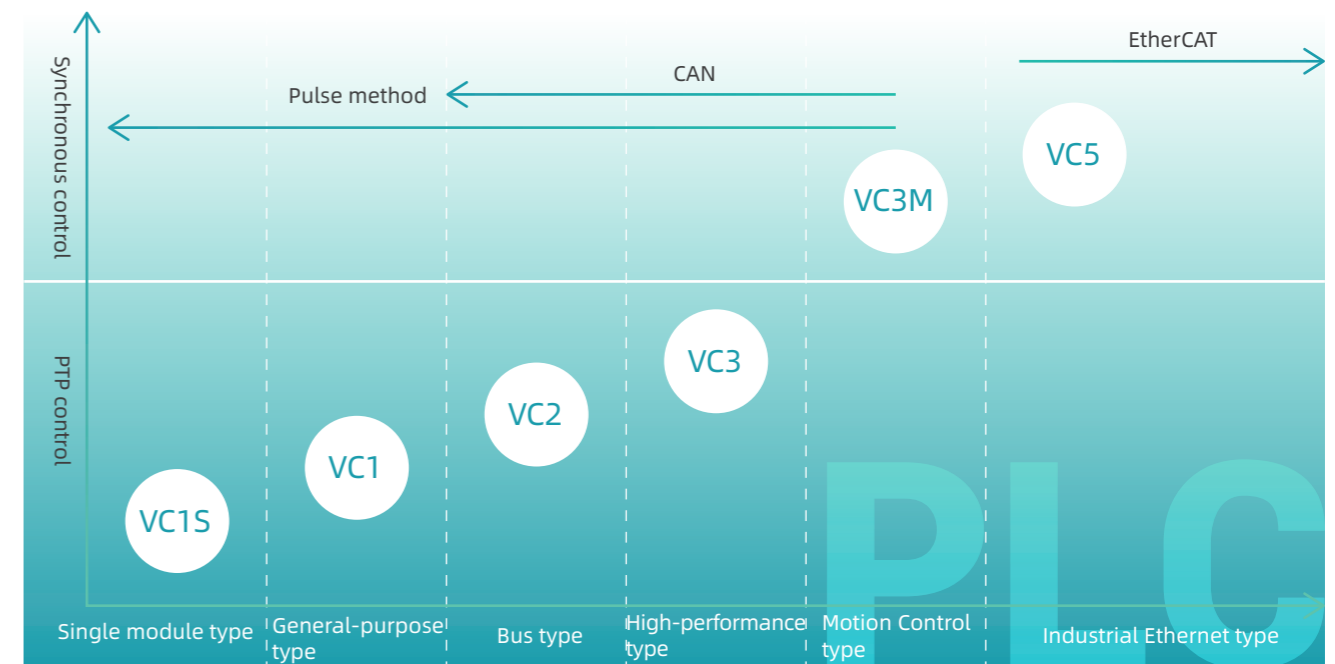 EtherCAT
CAN
Pulse method
Synchronous control
VC5
VC3M
VC3
PTP control
VC2
VC1
VC1S
PLC
Single module type
General-purpose
type
Bus type
High-performance
type
Motion Control
type
Industrial Ethernet type